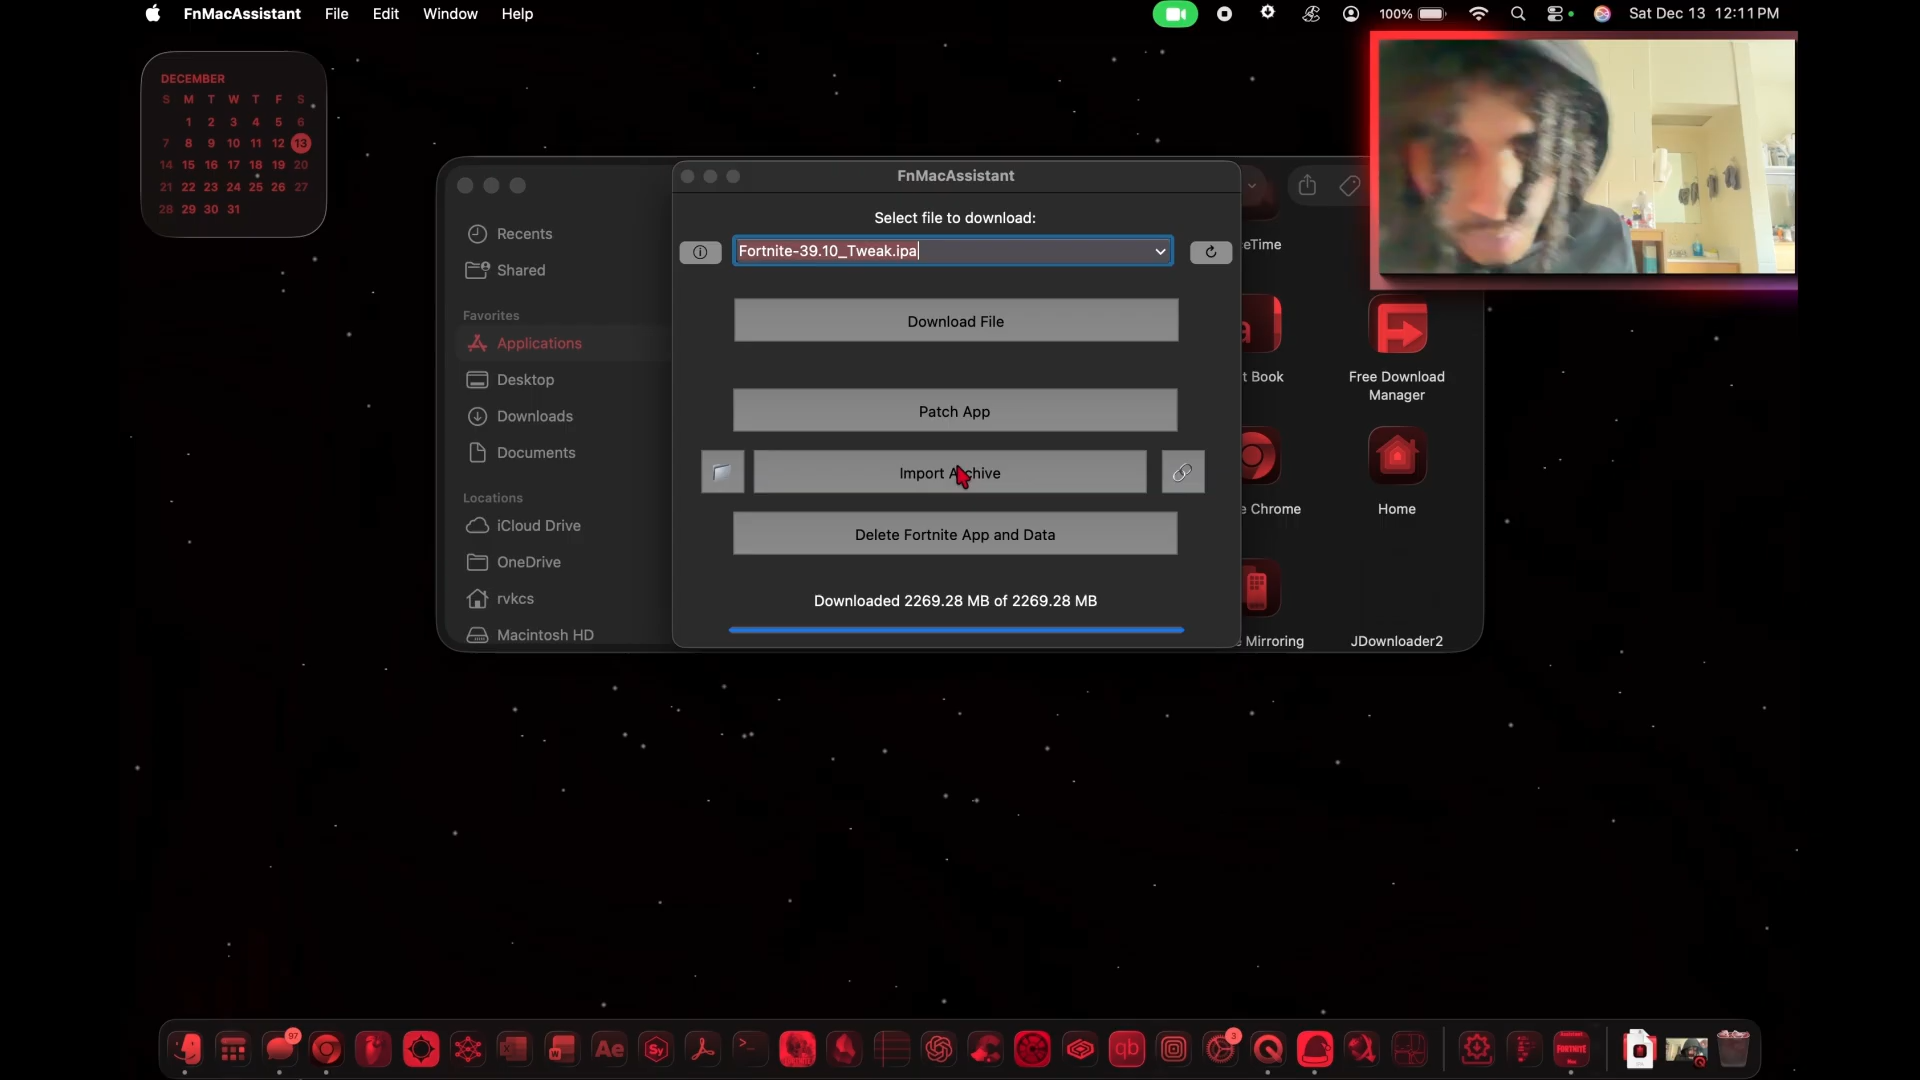 FnMacAssistant File Edit Window Help
100% Sat Dec 13 12:11 PM
DECEMBER
S M T W T F S
1 2 3 4 5 6
7 8 9 10 11 12 13
14 15 16 17 18 19 20
21 22 23 24 25 26 27
28 29 30 31
Recents
Shared
Favorites
Applications
Desktop
Downloads
Documents
Locations
iCloud Drive
OneDrive
rvkcs
Macintosh HD
FnMacAssistant
Select file to download:
Fortnite-39.10_Tweak.ipa
Download File
Patch App
Import Archive
Delete Fortnite App and Data
Downloaded 2269.28 MB of 2269.28 MB
eTime
t Book
Free Download
Manager
e Chrome
Home
e Mirroring
JDownloader2
97
Ae
Sy
qb
3
FORTNITE